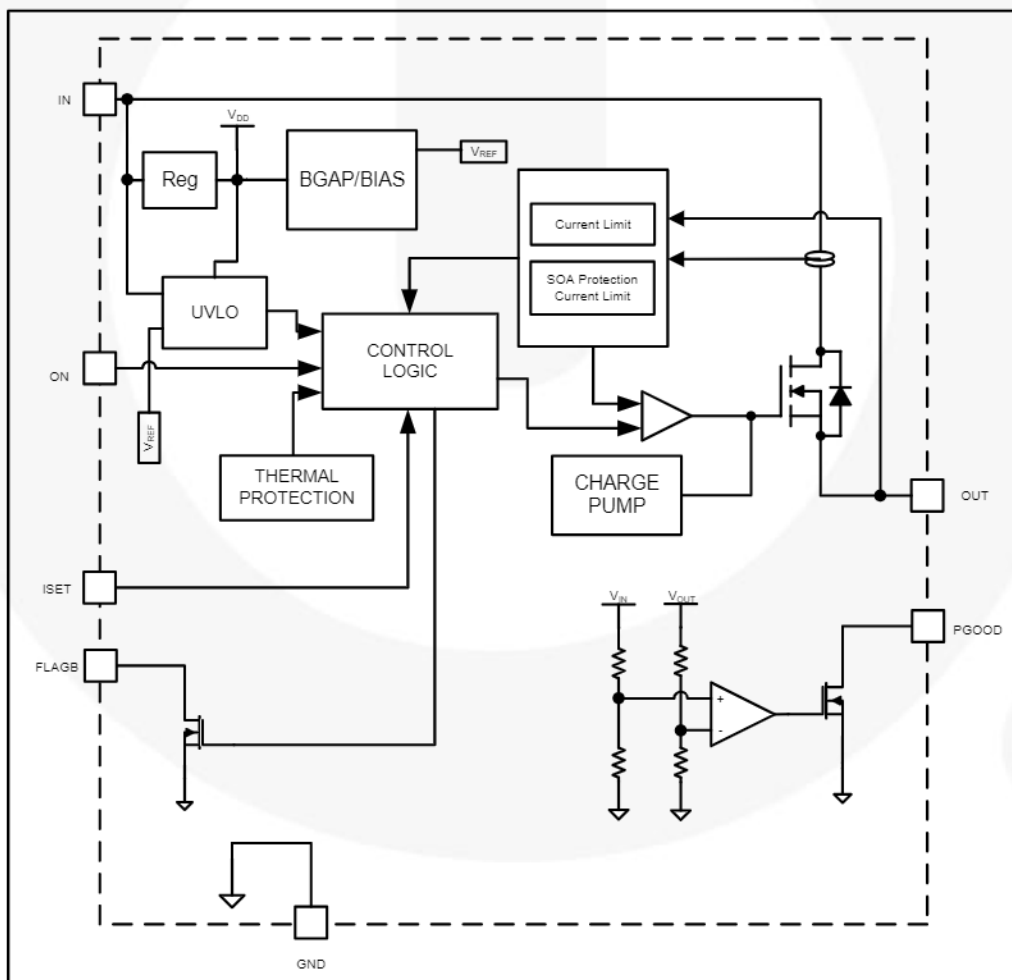 IN
VDD
Reg
BGAP/BIAS
VREF
Current Limit
SOA Protection
Current Limit
UVLO
CONTROL
LOGIC
ON
VREF
THERMAL
PROTECTION
CHARGE
PUMP
OUT
ISET
VIN
VOUT
PGOOD
FLAGB
+
-
GND